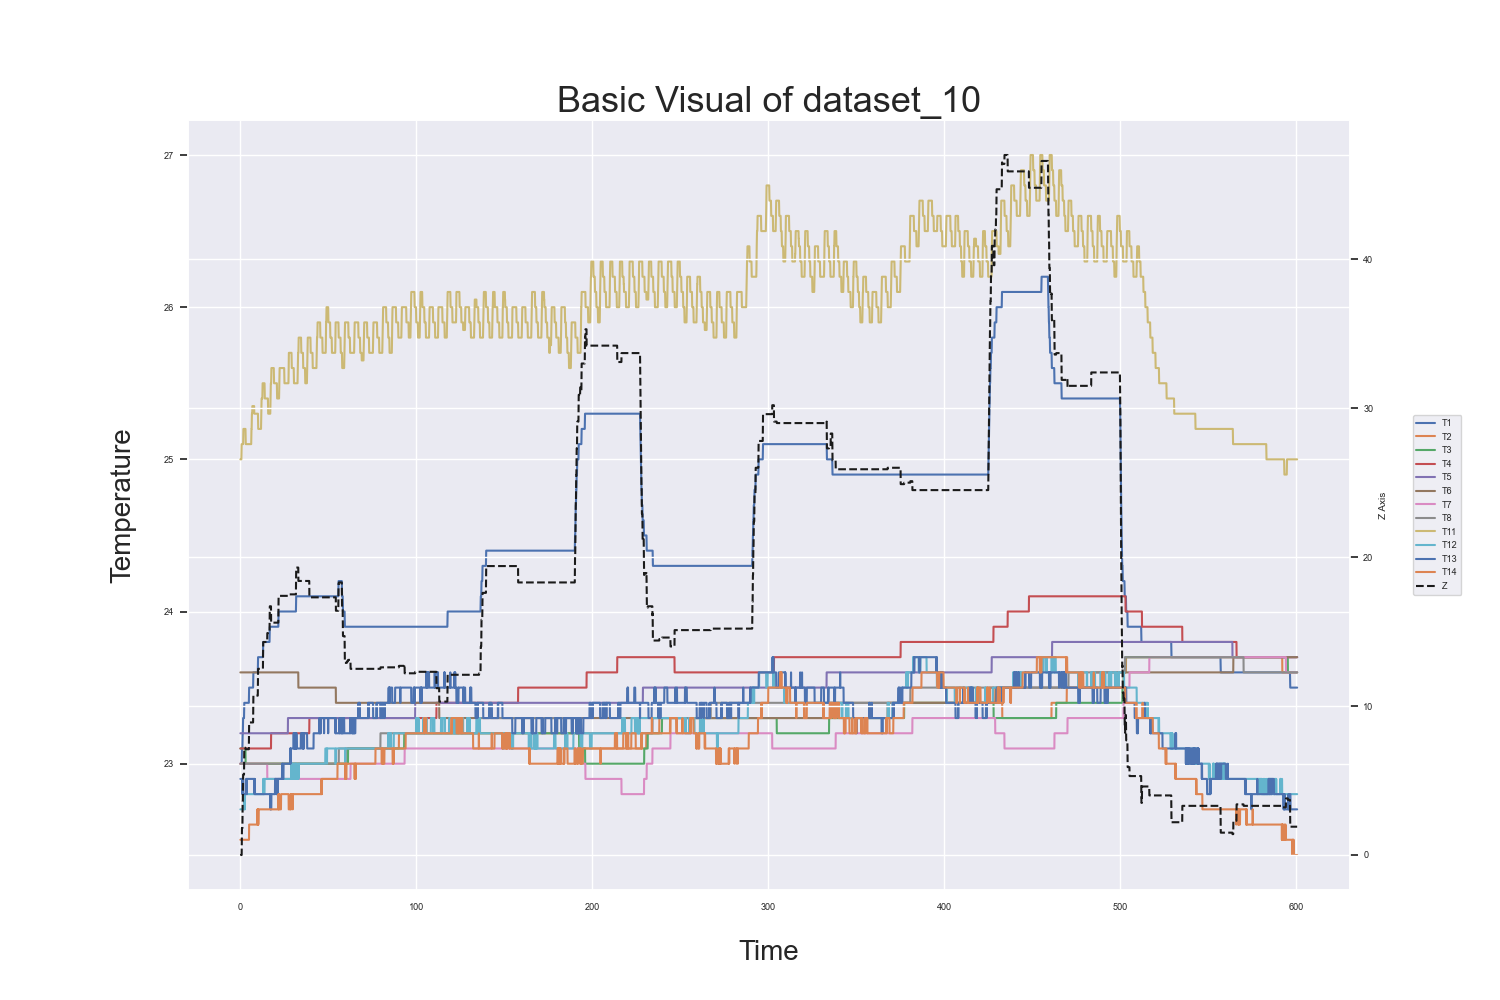 Basic Visual of dataset_10
Temperature
27
26
25
24
23
0
100
200
300
400
500
600
Time
40
30
20
10
0
Z Axis
T1
T2
T3
T4
T5
T6
T7
T8
T11
T12
T13
T14
Z